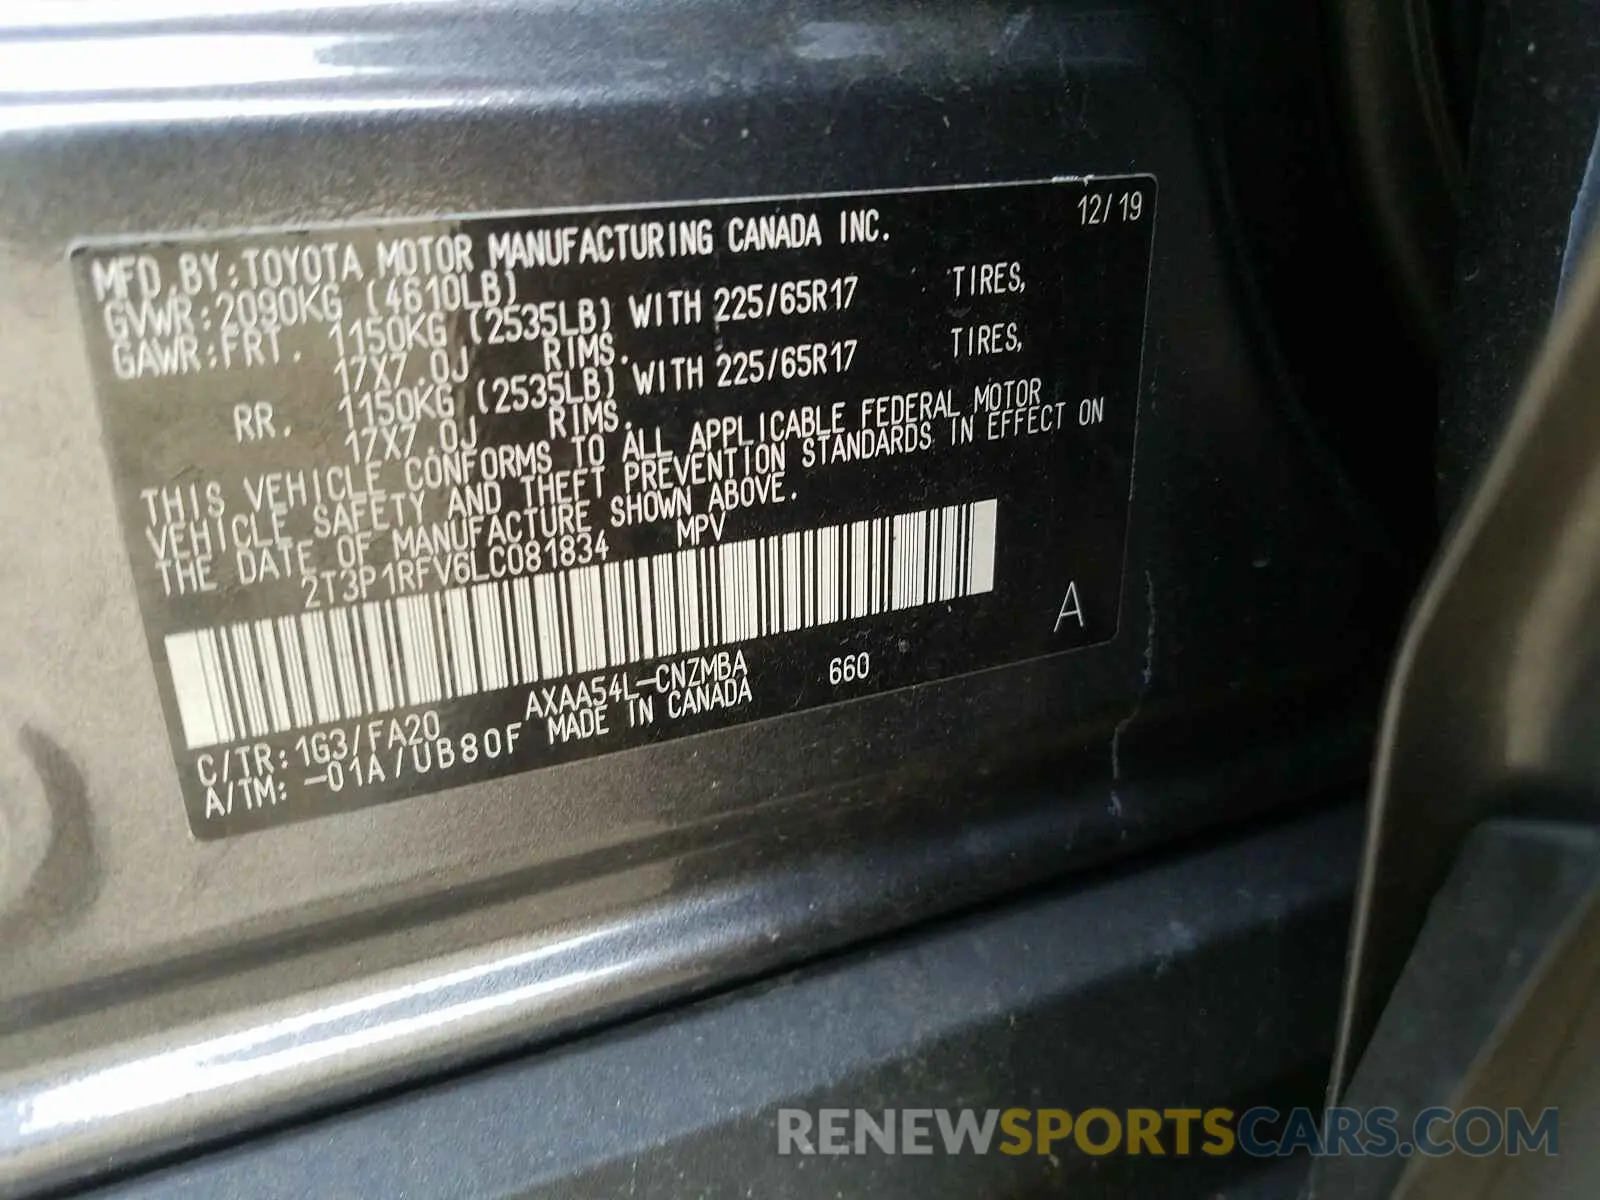 12/19
MFD. BY: TOYOTA MOTOR MANUFACTURING CANADA INC.
GVWR: 2090KG (4610LB)
GAWR: FRT. 1150KG (2535LB) WITH 225/65R17 TIRES,
17X7.0J RIMS.
RR. 1150KG (2535LB) WITH 225/65R17 TIRES,
17X7.0J RIMS.
THIS VEHICLE CONFORMS TO ALL APPLICABLE FEDERAL MOTOR
VEHICLE SAFETY AND THEFT PREVENTION STANDARDS IN EFFECT ON
THE DATE OF MANUFACTURE SHOWN ABOVE.
2T3P1RFV6LC081834 MPV
A
AXAA54L-CNZMBA 660
C/TR: 1G3/FA20 MADE IN CANADA
A/TM: -01A/UB80F
RENEWSPORTSCARS.COM